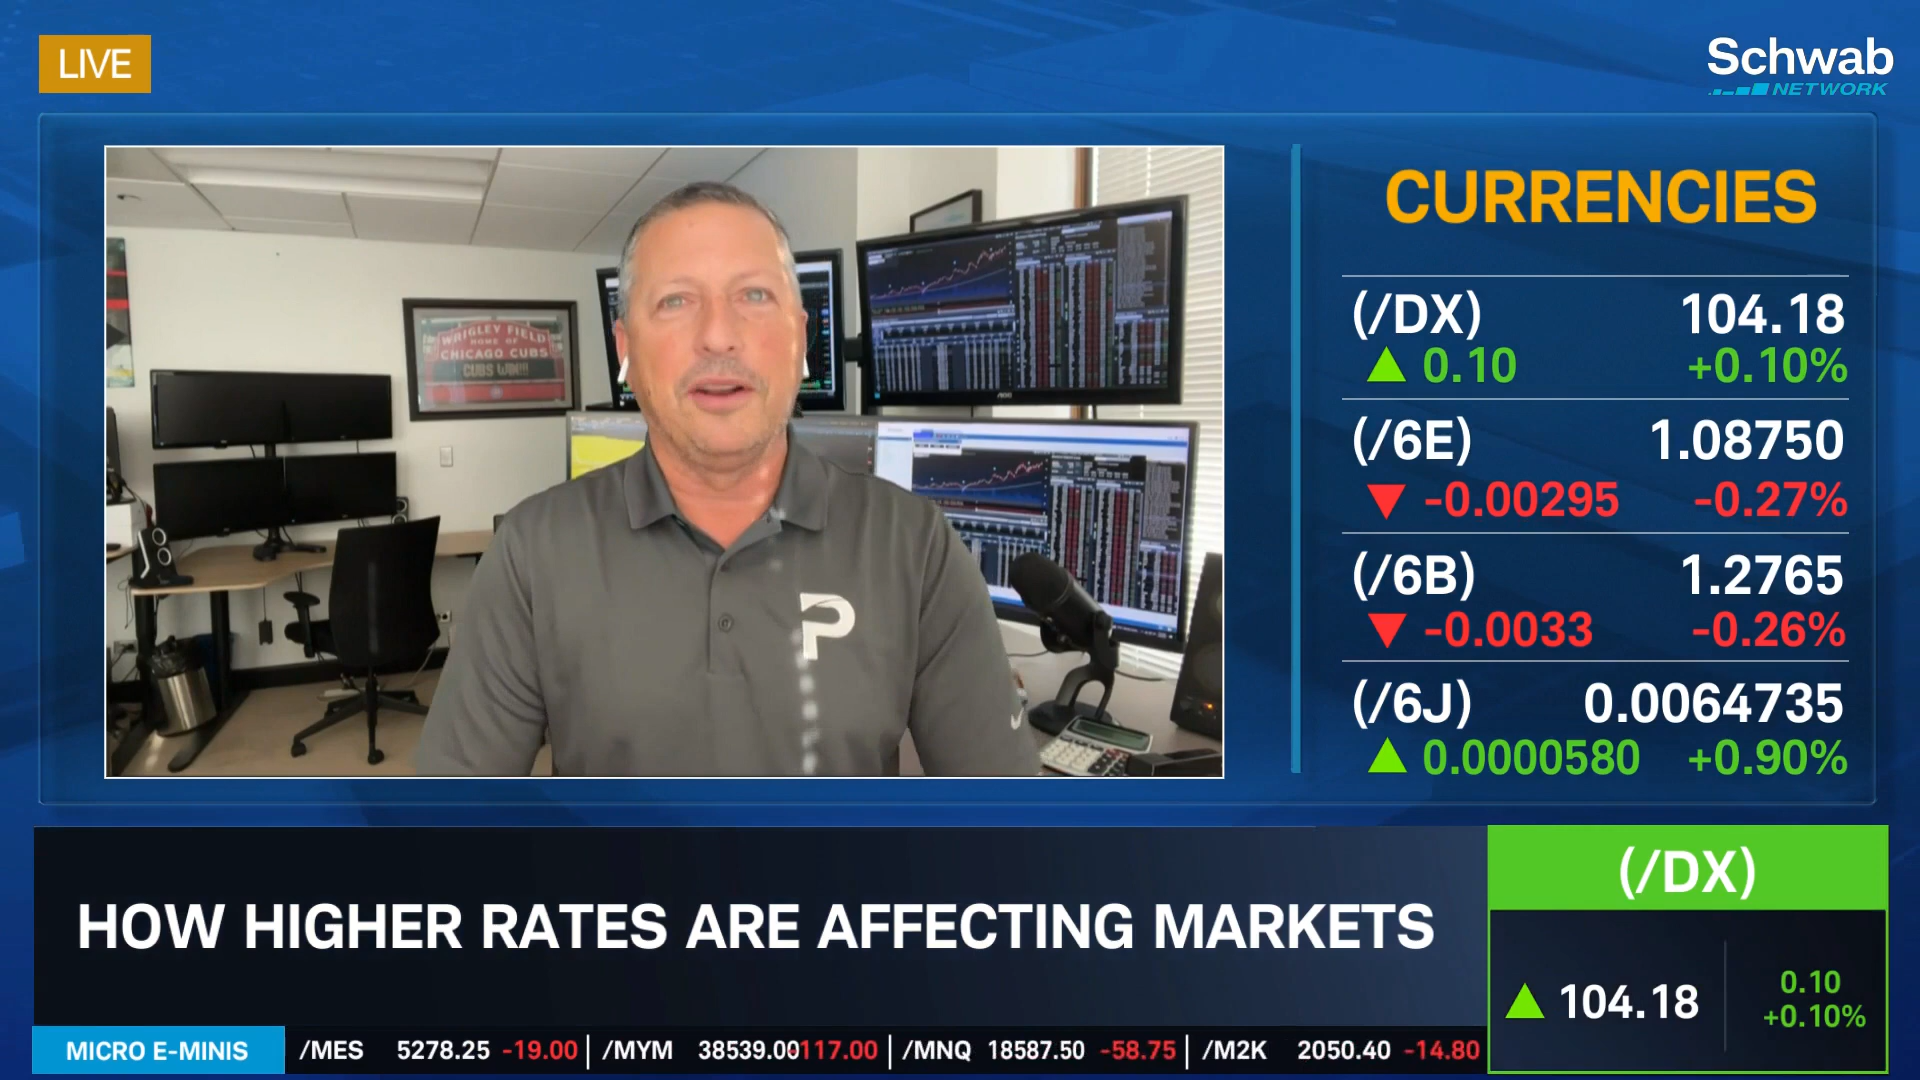 LIVE
Schwab
NETWORK
WRIGLEY FIELD
HOME OF
CHICAGO CUBS
CUBS WIN!!!
P
CURRENCIES
(/DX) 104.18
▲ 0.10 +0.10%
(/6E) 1.08750
▼ -0.00295 -0.27%
(/6B) 1.2765
▼ -0.0033 -0.26%
(/6J) 0.0064735
▲ 0.0000580 +0.90%
HOW HIGHER RATES ARE AFFECTING MARKETS
(/DX)
▲ 104.18
0.10
+0.10%
MICRO E-MINIS /MES 5278.25 -19.00 | /MYM 38539.00 -117.00 | /MNQ 18587.50 -58.75 | /M2K 2050.40 -14.80